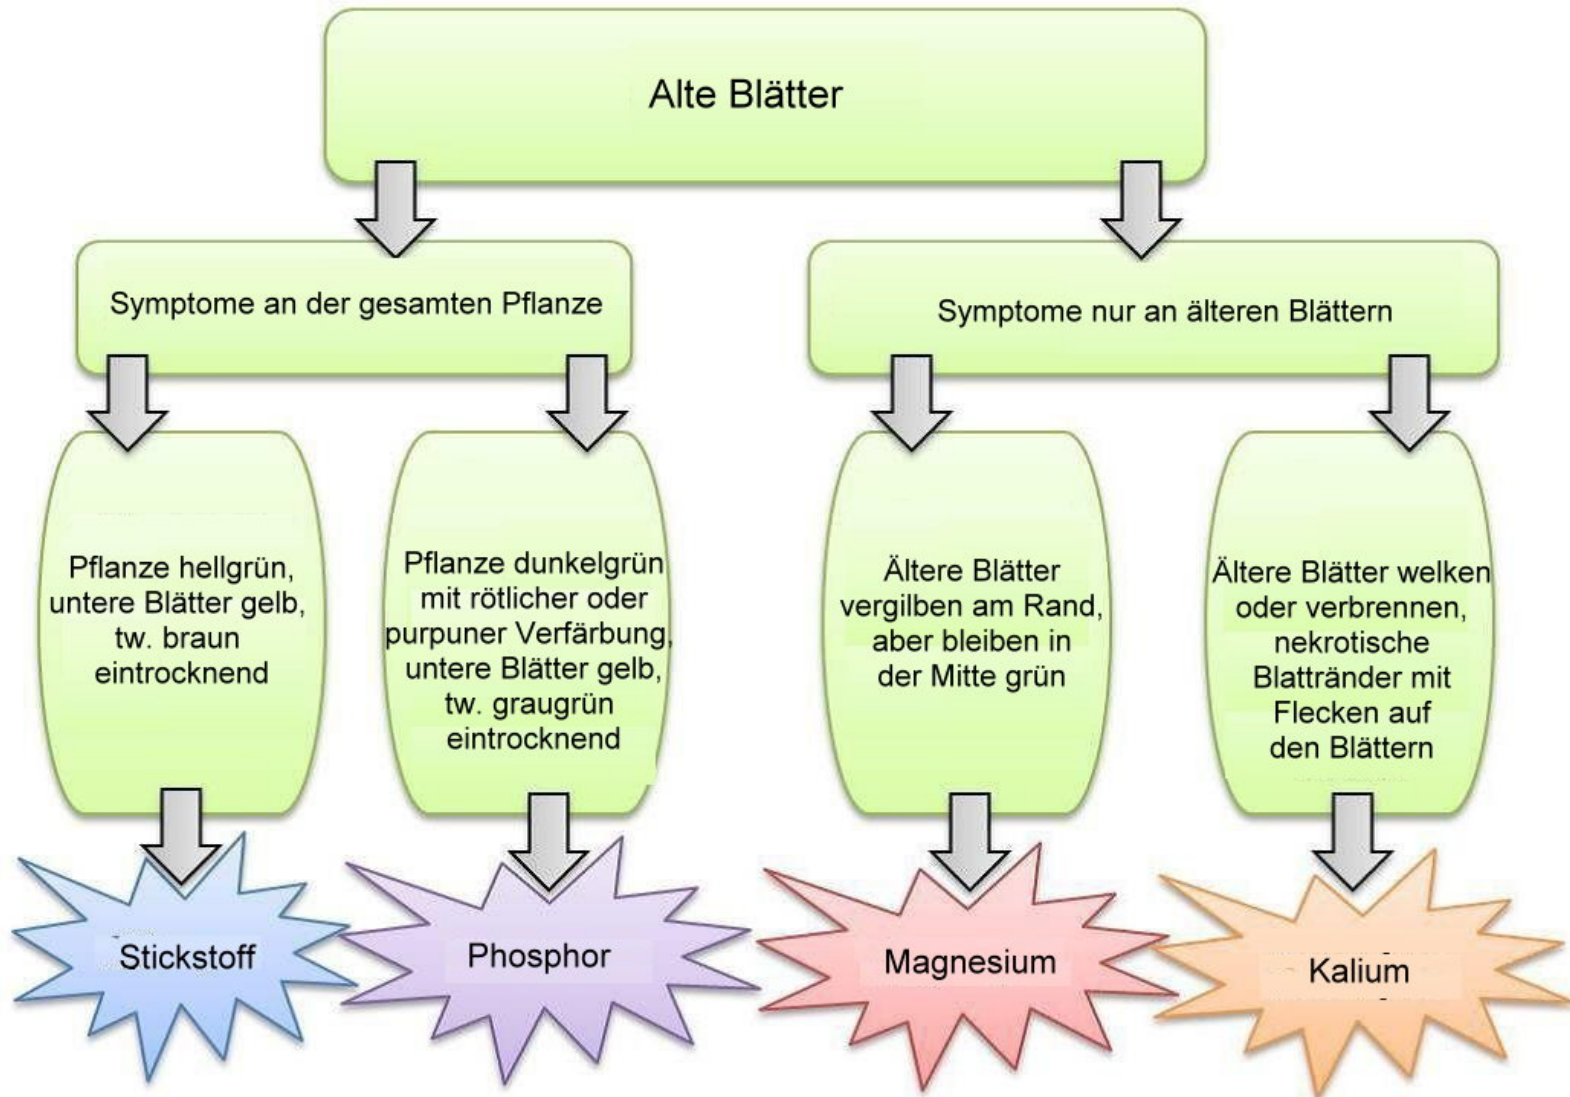 Alte Blätter
Symptome an der gesamten Pflanze
Symptome nur an älteren Blättern
Pflanze hellgrün,
untere Blätter gelb,
tw. braun
eintrocknend
Pflanze dunkelgrün
mit rötlicher oder
purpuner Verfärbung,
untere Blätter gelb,
tw. graugrün
eintrocknend
Ältere Blätter
vergilben am Rand,
aber bleiben in
der Mitte grün
Ältere Blätter welken
oder verbrennen,
nekrotische
Blattränder mit
Flecken auf
den Blättern
Stickstoff
Phosphor
Magnesium
Kalium